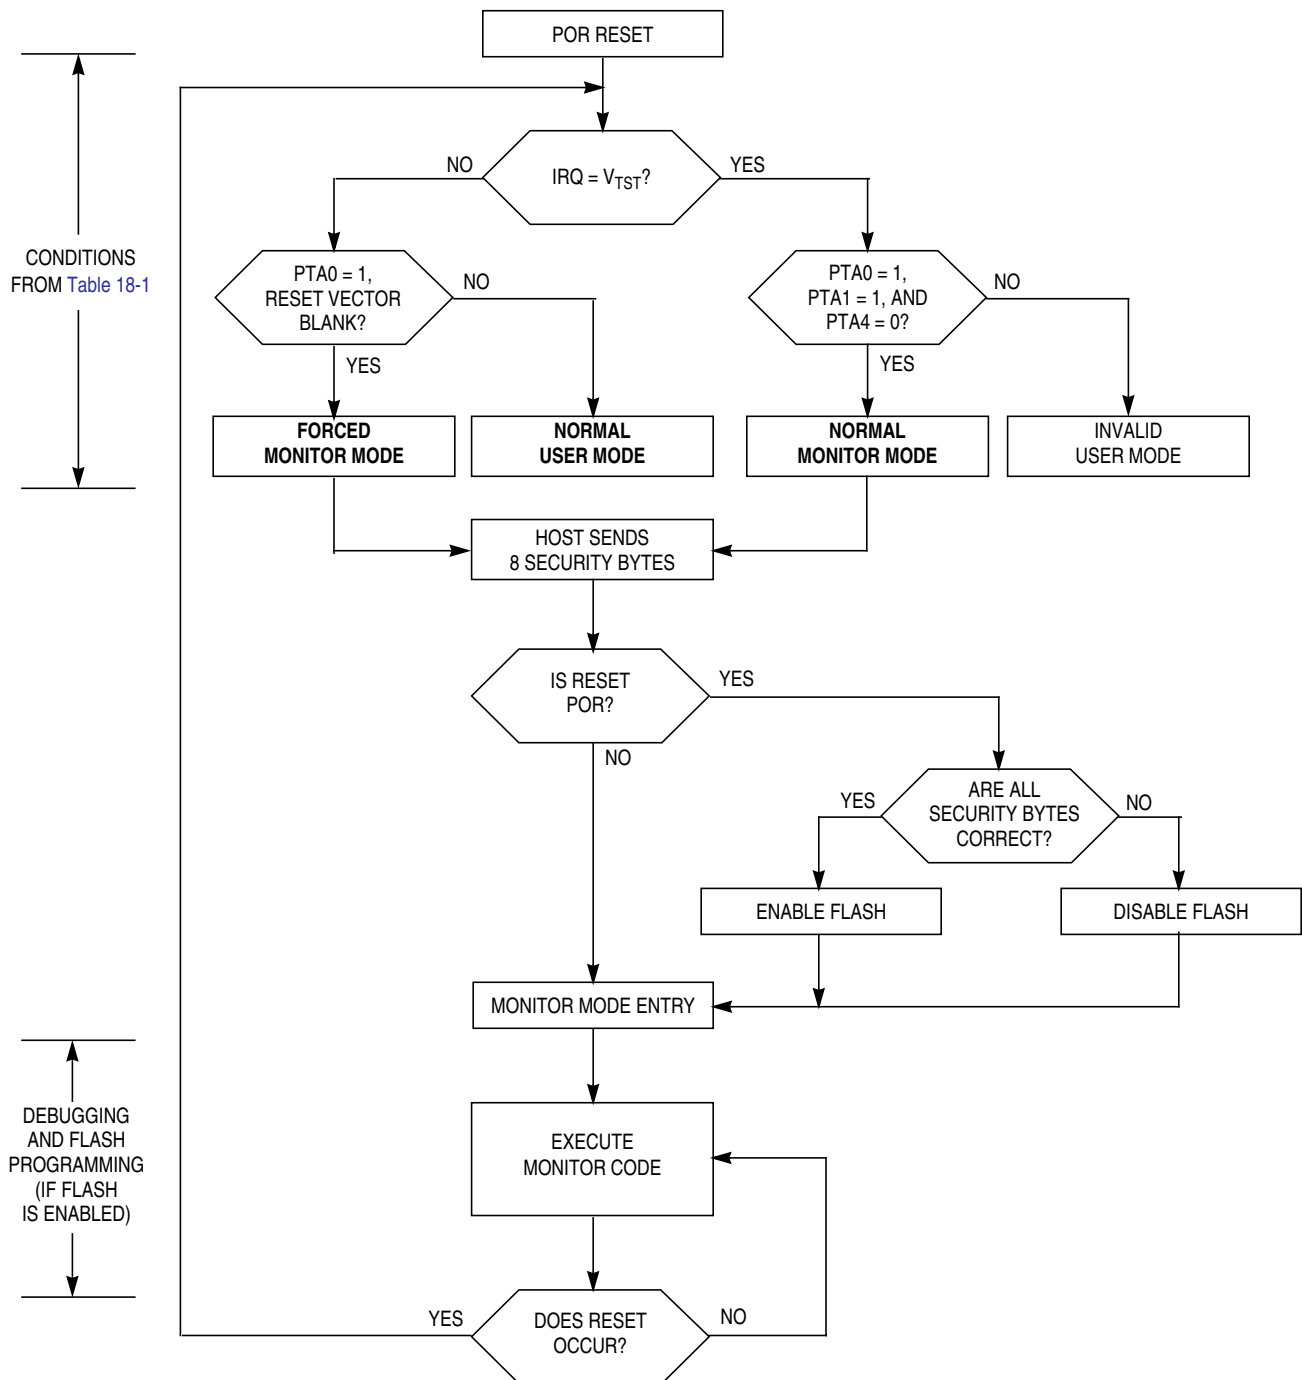 POR RESET
IRQ = VTST?
NO
YES
CONDITIONS
FROM Table 18-1
PTA0 = 1,
RESET VECTOR
BLANK?
NO
YES
PTA0 = 1,
PTA1 = 1, AND
PTA4 = 0?
NO
YES
FORCED
MONITOR MODE
NORMAL
USER MODE
NORMAL
MONITOR MODE
INVALID
USER MODE
HOST SENDS
8 SECURITY BYTES
IS RESET
POR?
YES
NO
ARE ALL
SECURITY BYTES
CORRECT?
YES
NO
ENABLE FLASH
DISABLE FLASH
MONITOR MODE ENTRY
DEBUGGING
AND FLASH
PROGRAMMING
(IF FLASH
IS ENABLED)
EXECUTE
MONITOR CODE
YES
DOES RESET
OCCUR?
NO